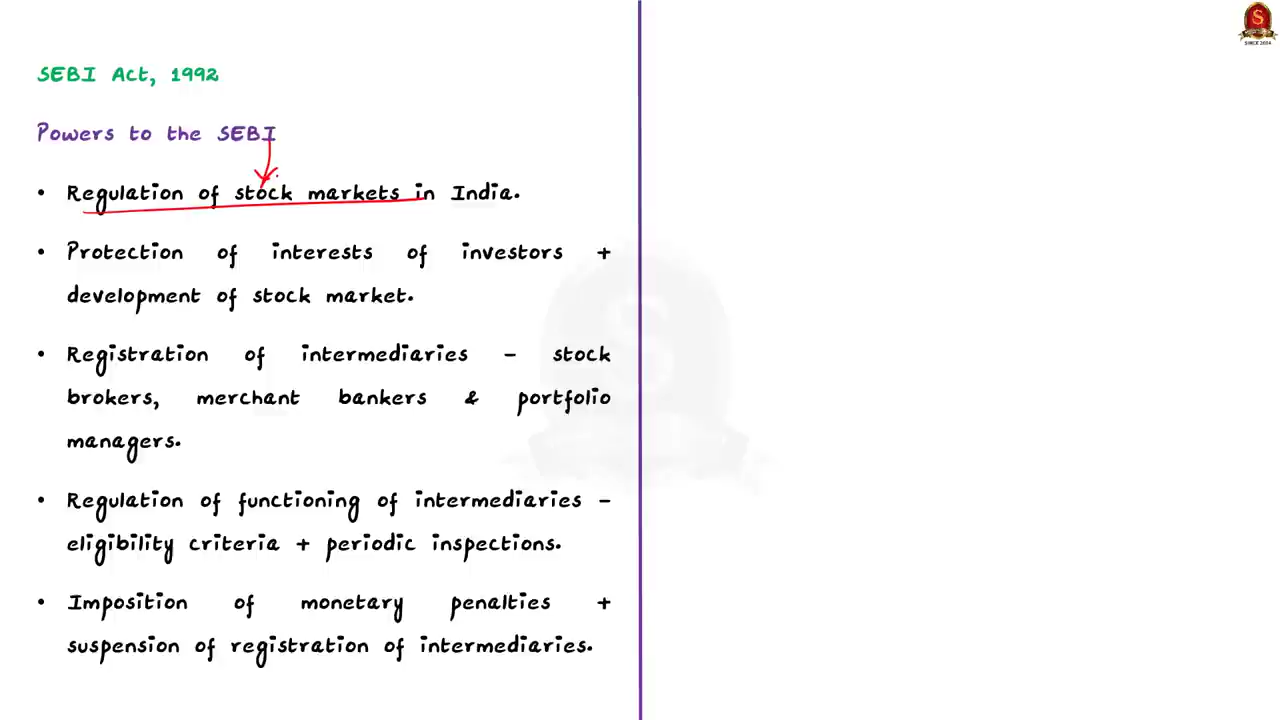 SEBI Act, 1992
Powers to the SEBI
• Regulation of stock markets in India.
• Protection of interests of investors +
development of stock market.
• Registration of intermediaries - stock
brokers, merchant bankers & portfolio
managers.
• Regulation of functioning of intermediaries -
eligibility criteria + periodic inspections.
• Imposition of monetary penalties +
suspension of registration of intermediaries.
S
SINCE 2004